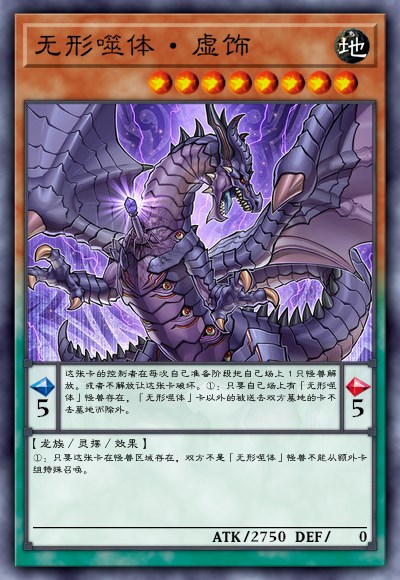 无形噬体·虚饰
地
这张卡的控制者在每次自己准备阶段把自己场上1只怪兽解
放。或者不解放让这张卡破坏。①:只要自己场上有「无形噬
体」怪兽存在,「无形噬体」卡以外的被送去双方墓地的卡不
去墓地而除外。
5
5
【龙族/灵摆/效果】
①:只要这张卡在怪兽区域存在,双方不是「无形噬体」怪兽不能从额外卡
组特殊召唤。
ATK/2750 DEF/ 0